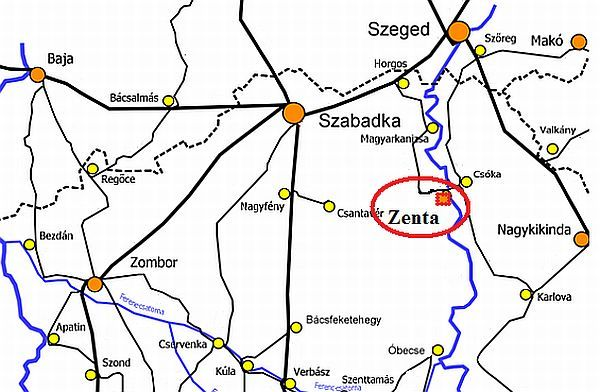 Szeged
Szőreg
Makó
Baja
Horgos
Bácsalmás
Szabadka
Magyarkanizsa
Valkány
Regőce
Csóka
Nagyfény
Csantavér
Zenta
Nagykikinda
Bezdán
Zombor
Ferenccsatorna
Karlova
Apatin
Bácsfeketehegy
Cservenka
Óbecse
Szond
Kúla
Verbász
Szenttamás
Ferenccsatorna